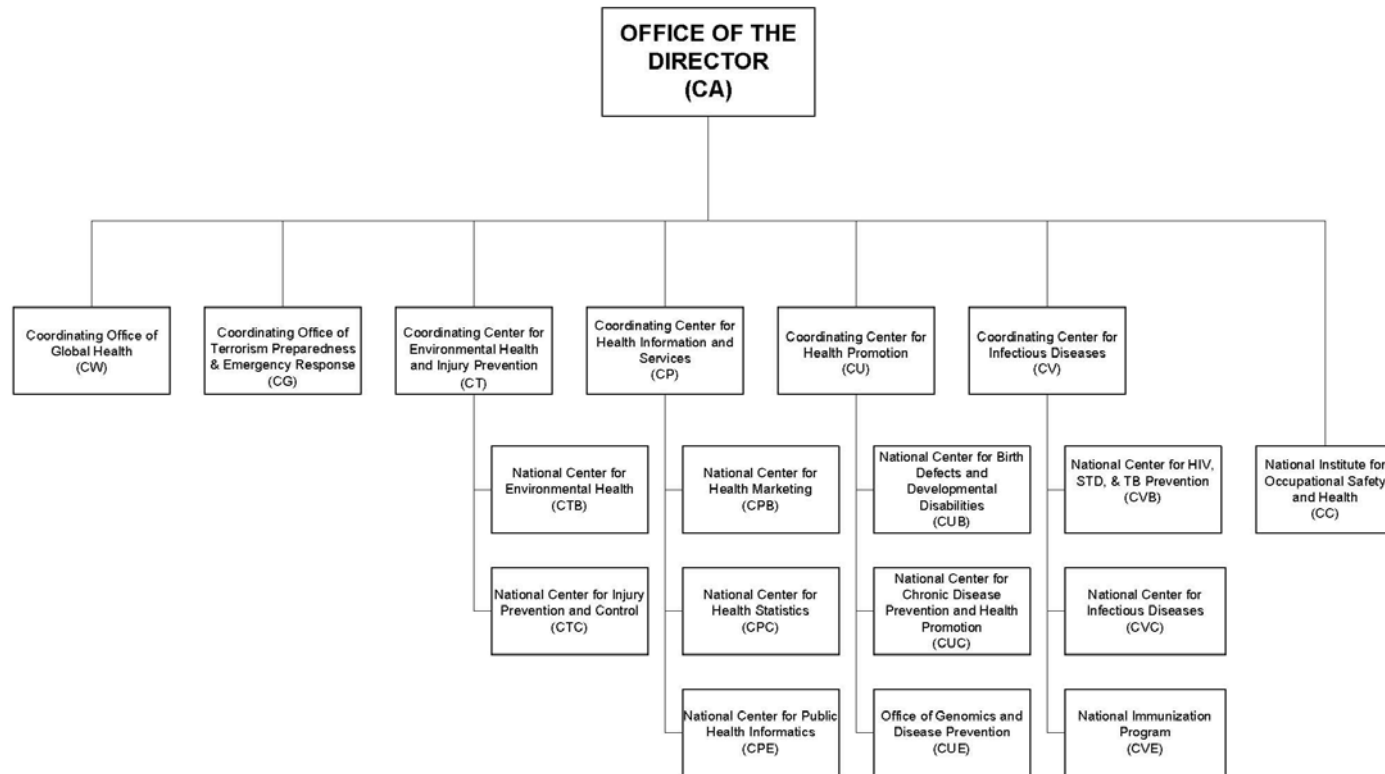 OFFICE OF THE
DIRECTOR
(CA)
Coordinating Office of
Global Health
(CW)
Coordinating Office of
Terrorism Preparedness
& Emergency Response
(CG)
Coordinating Center for
Environmental Health
and Injury Prevention
(CT)
Coordinating Center for
Health Information and
Services
(CP)
Coordinating Center for
Health Promotion
(CU)
Coordinating Center for
Infectious Diseases
(CV)
National Center for
Environmental Health
(CTB)
National Center for
Health Marketing
(CPB)
National Center for Birth
Defects and
Developmental
Disabilities
(CUB)
National Center for HIV,
STD, & TB Prevention
(CVB)
National Institute for
Occupational Safety
and Health
(CC)
National Center for Injury
Prevention and Control
(CTC)
National Center for
Health Statistics
(CPC)
National Center for
Chronic Disease
Prevention and Health
Promotion
(CUC)
National Center for
Infectious Diseases
(CVC)
National Center for Public
Health Informatics
(CPE)
Office of Genomics and
Disease Prevention
(CUE)
National Immunization
Program
(CVE)